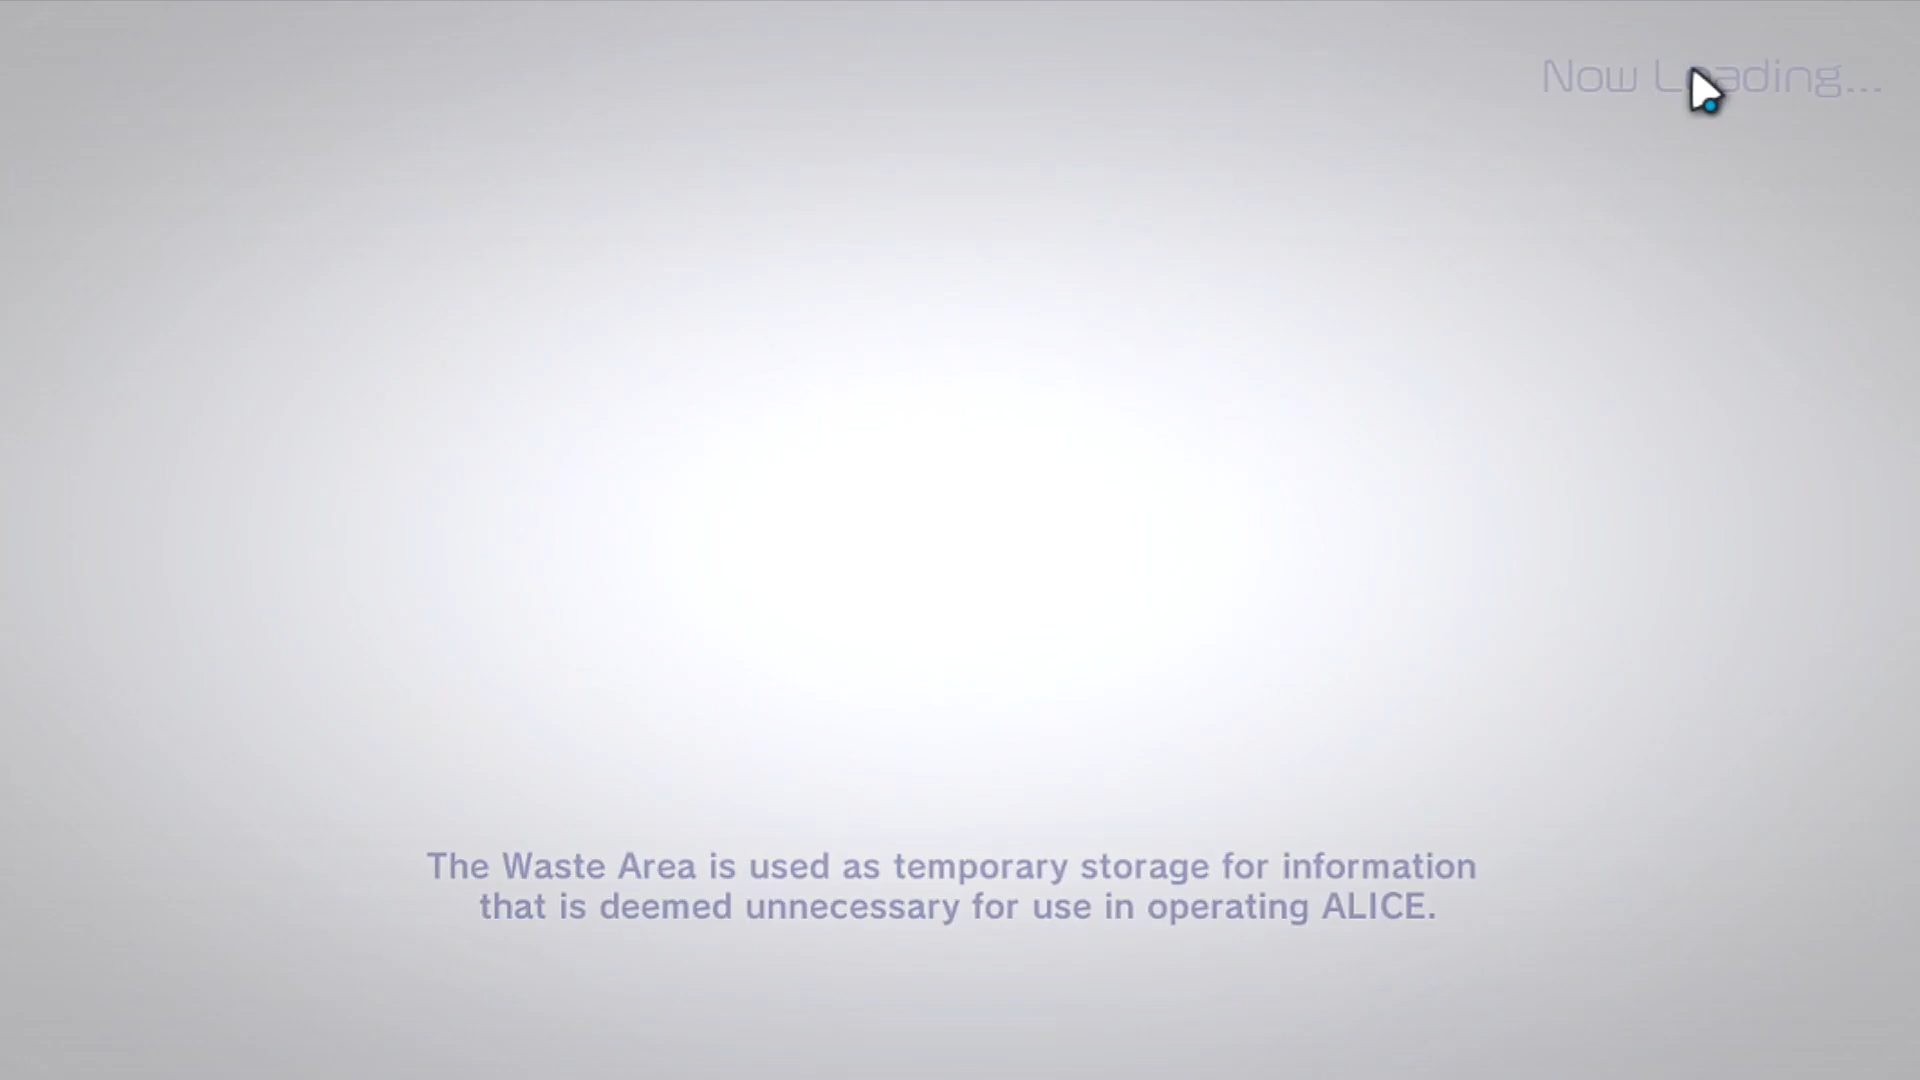 Now Loading...
The Waste Area is used as temporary storage for information
that is deemed unnecessary for use in operating ALICE.